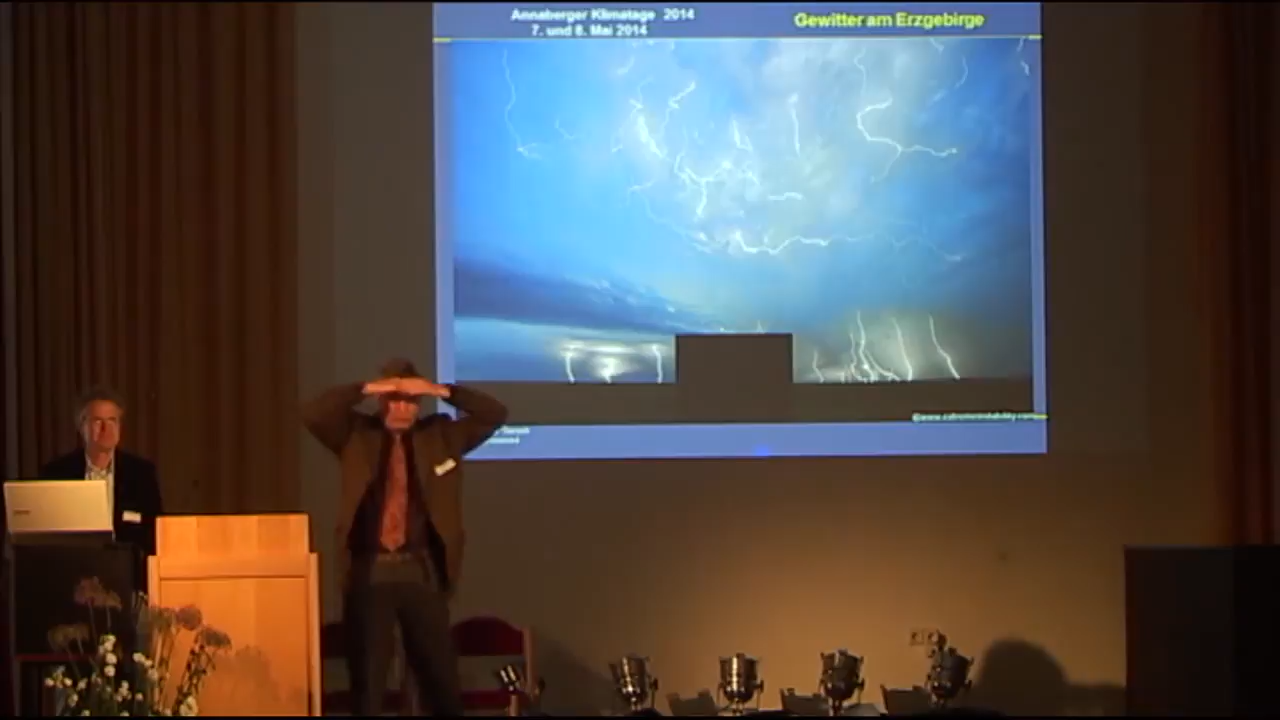 Annaberger Klimatage 2014
7. und 8. Mai 2014
Gewitter am Erzgebirge